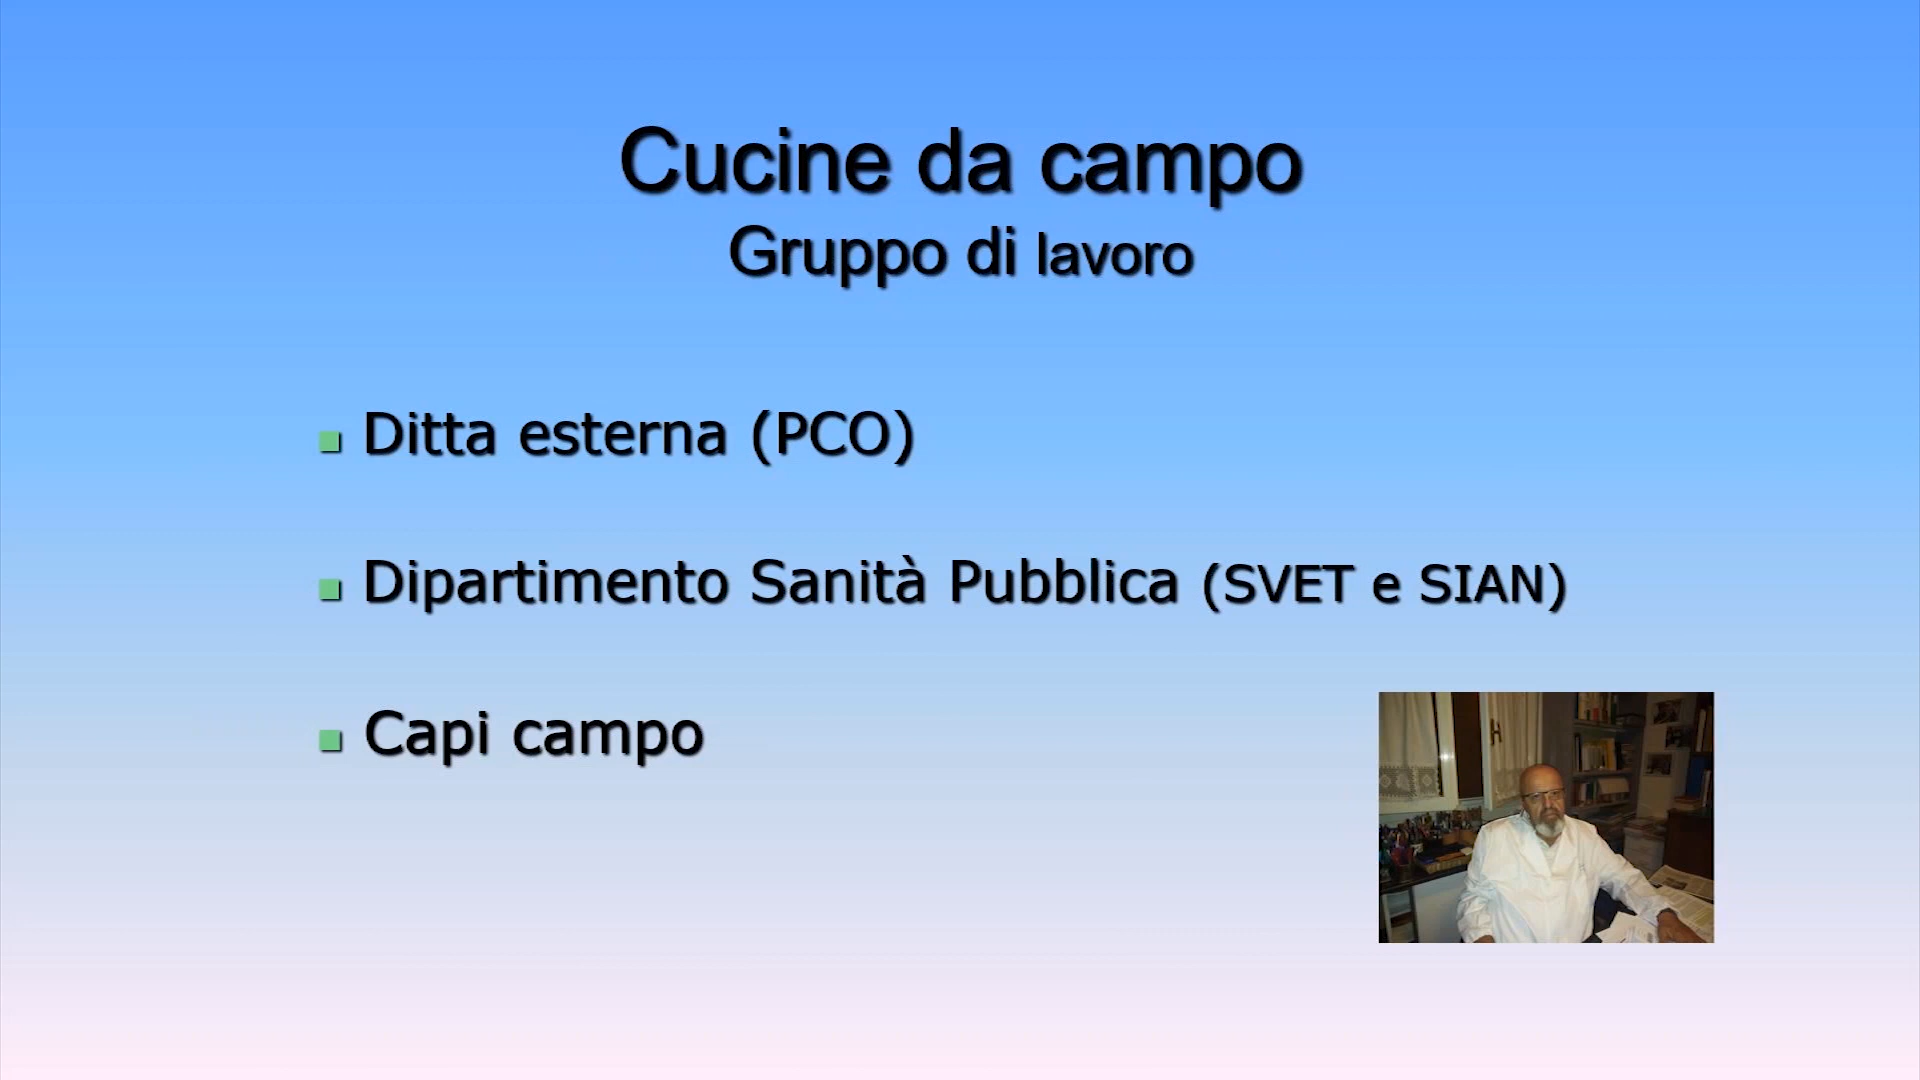 Cucine da campo
Gruppo di lavoro
Ditta esterna (PCO)
Dipartimento Sanità Pubblica (SVET e SIAN)
Capi campo